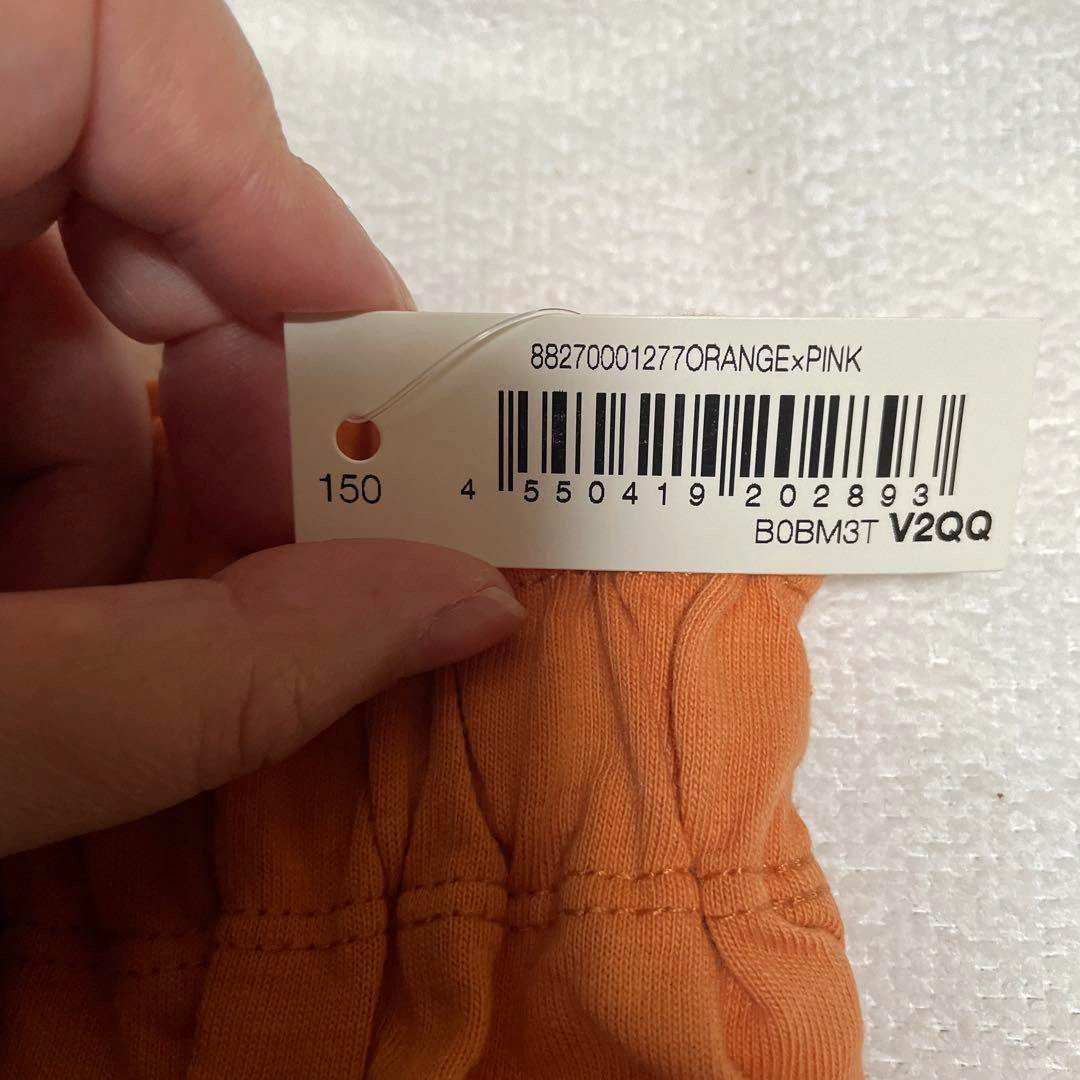 88270001277ORANGE×PINK
150
4 550419 202893
B0BM3T V2QQ